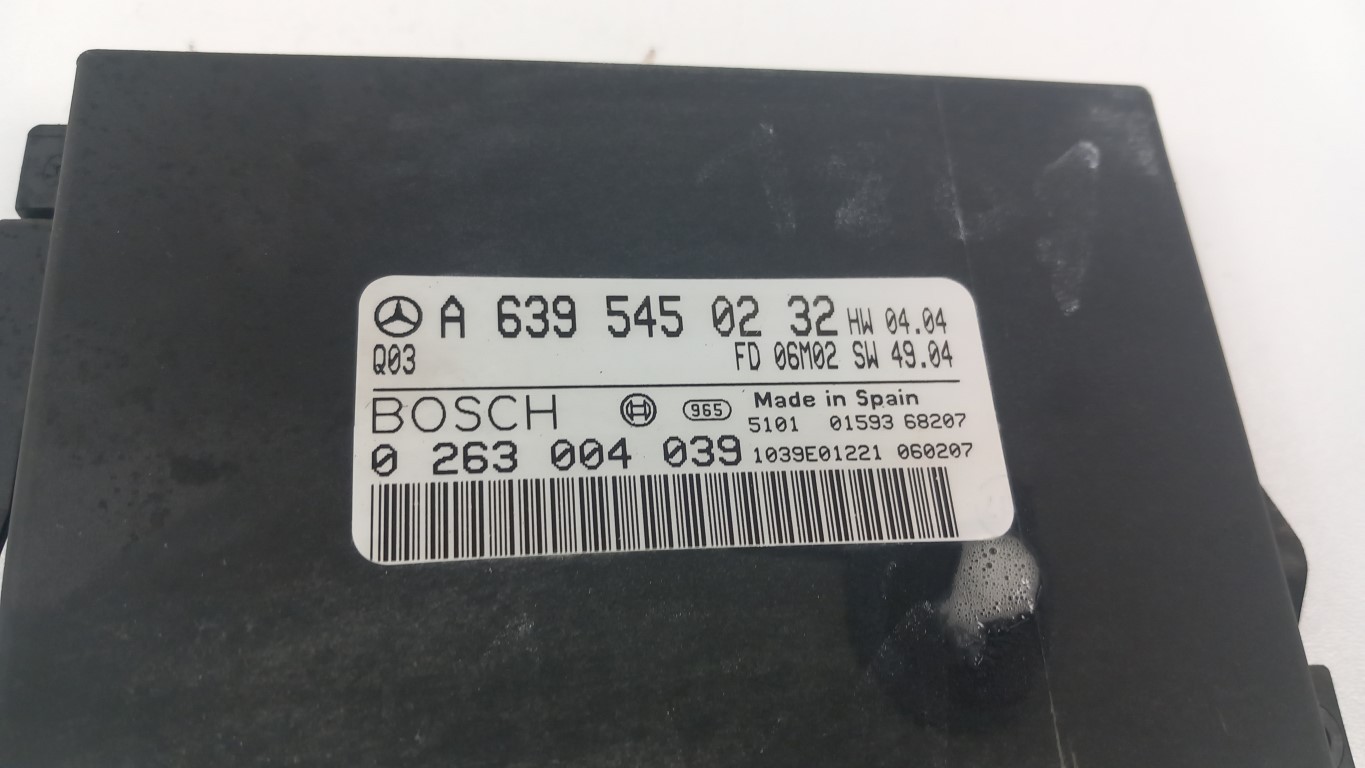 A 639 545 02 32 HW 04.04
Q03 FD 06M02 SW 49.04
BOSCH 965 Made in Spain
5101 01593 68207
0 263 004 039 1039E01221 060207